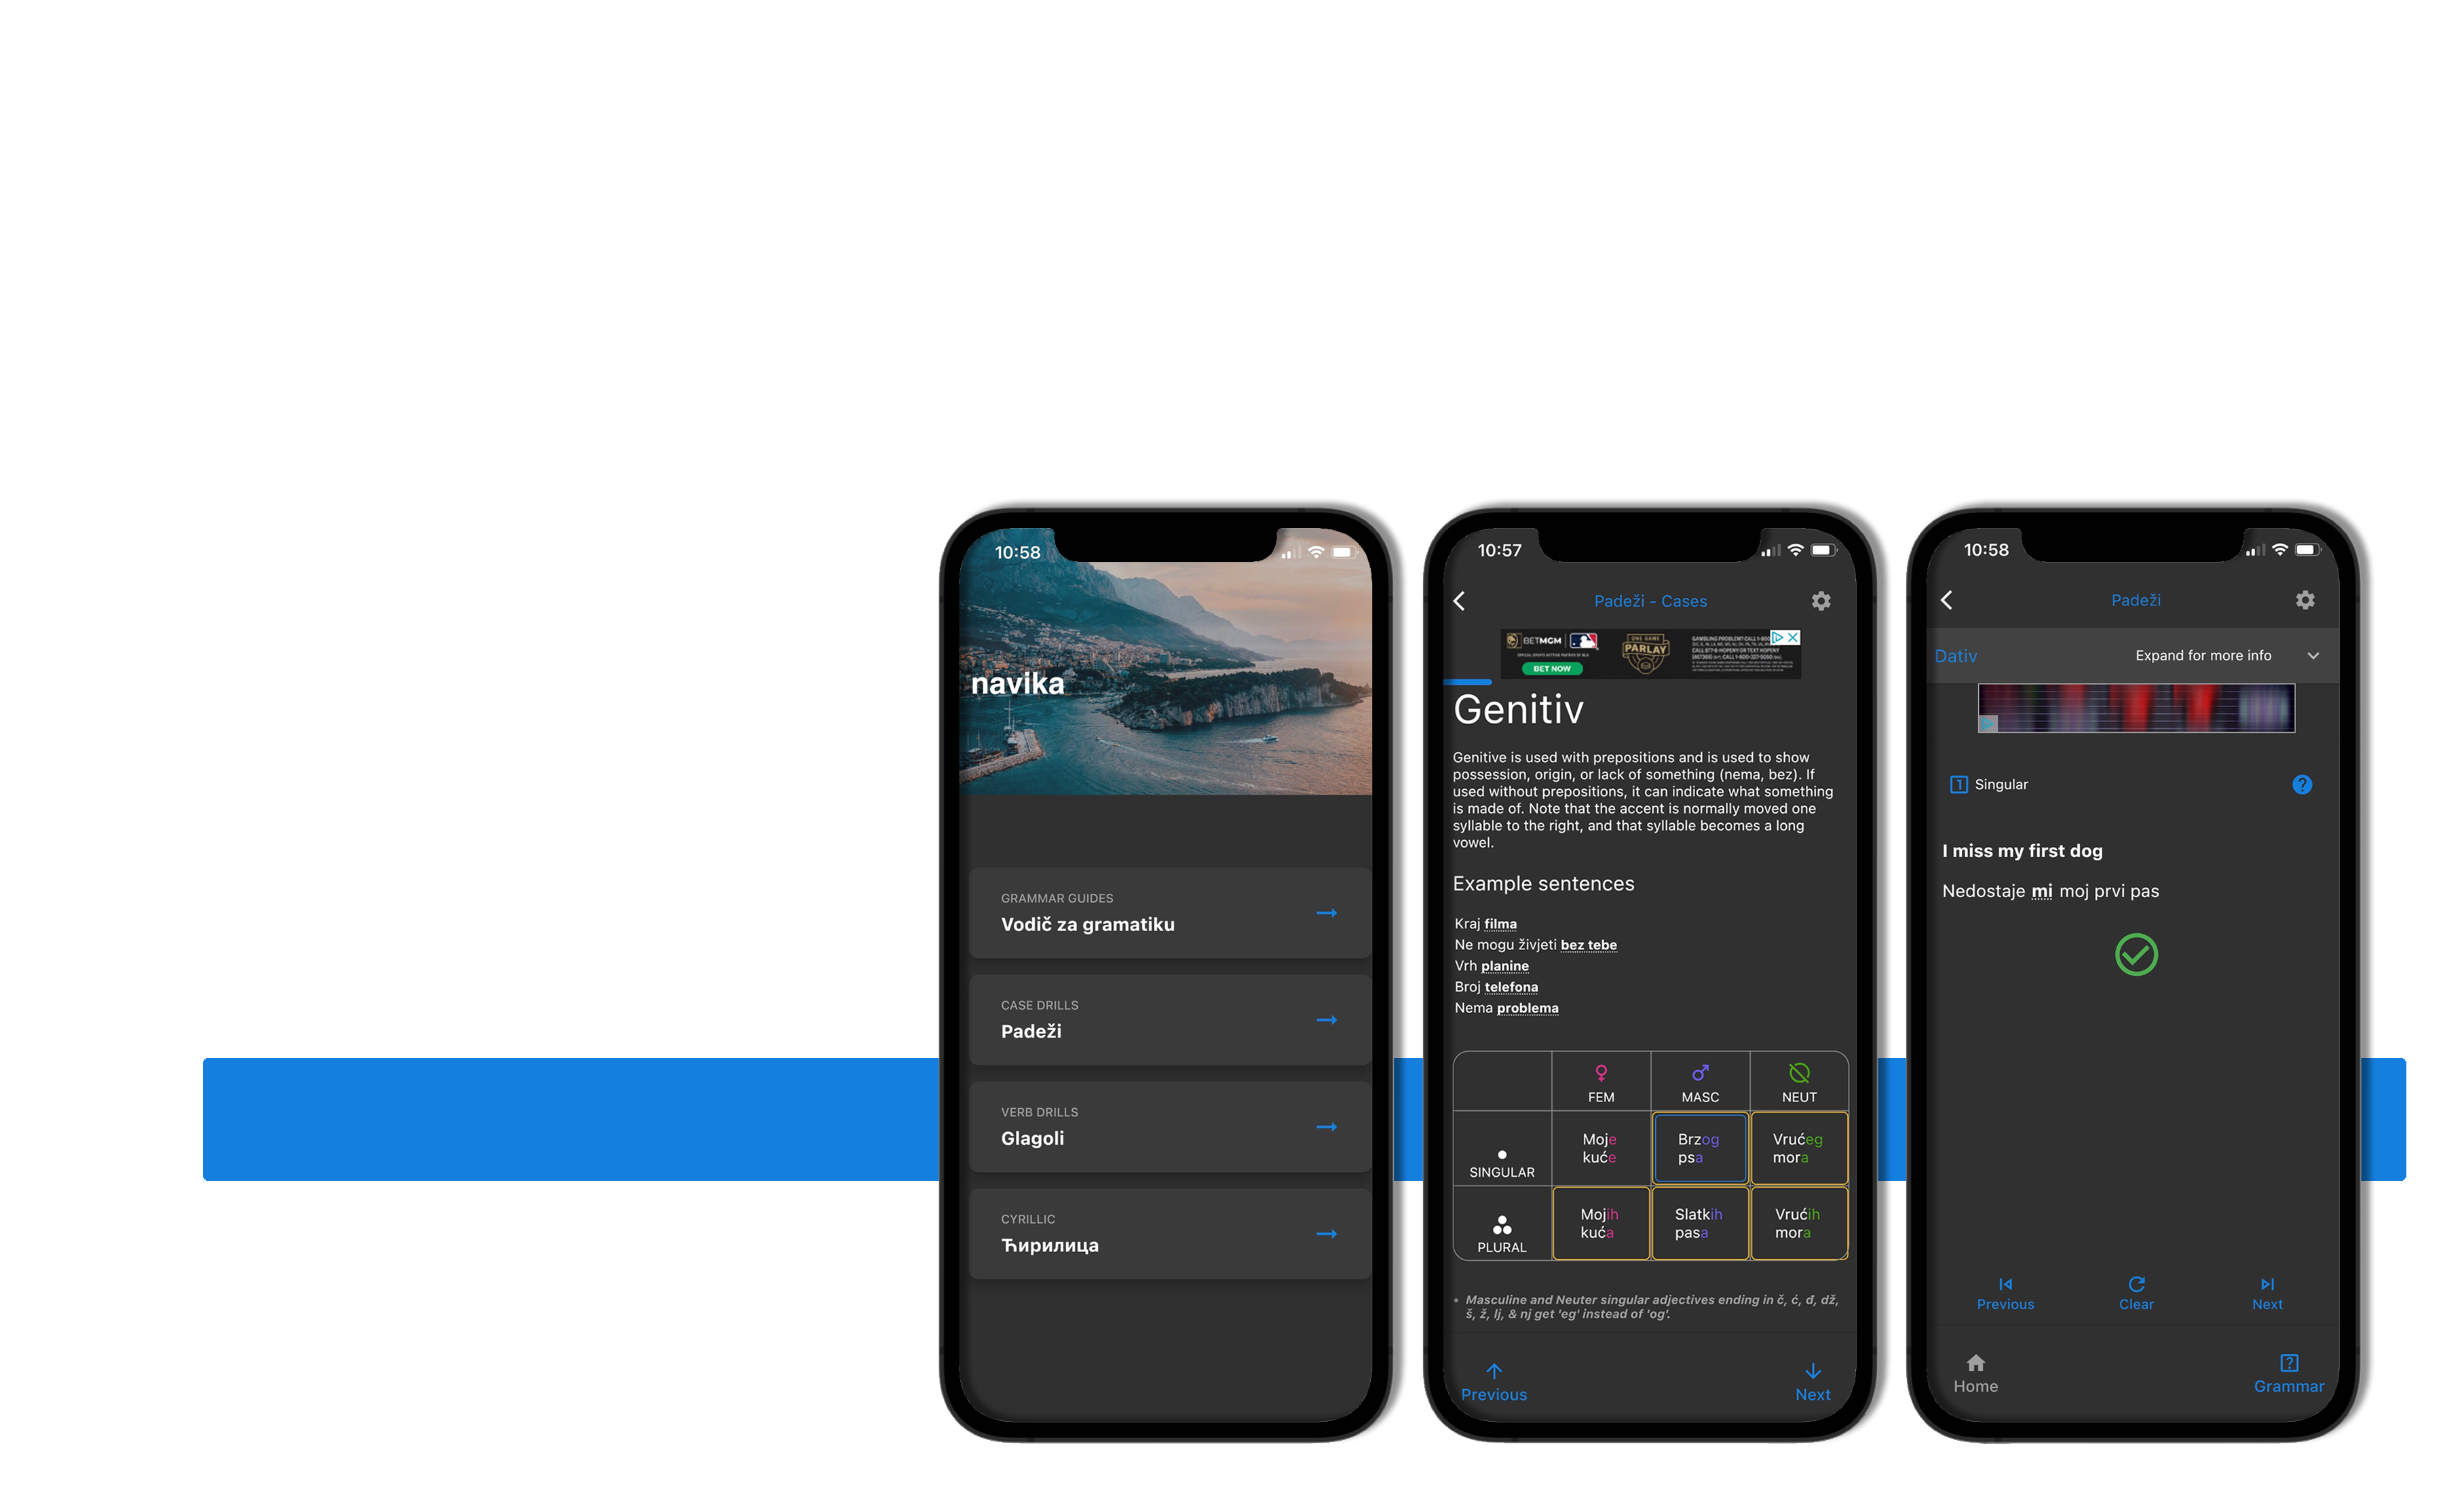 10:58
navika
GRAMMAR GUIDES
Vodič za gramatiku
CASE DRILLS
Padeži
VERB DRILLS
Glagoli
CYRILLIC
Ћирилица
10:57
Padeži - Cases
BETMGM
BET NOW
ONE GAME
PARLAY
Genitiv
Genitive is used with prepositions and is used to show
possession, origin, or lack of something (nema, bez). If
used without prepositions, it can indicate what something
is made of. Note that the accent is normally moved one
syllable to the right, and that syllable becomes a long
vowel.
Example sentences
Kraj filma
Ne mogu živjeti bez tebe
Vrh planine
Broj telefona
Nema problema
FEM MASC NEUT
SINGULAR
Moje
kuće
Brzog
psa
Vrućeg
mora
PLURAL
Mojih
kuća
Slatkih
pasa
Vrućih
mora
• Masculine and Neuter singular adjectives ending in č, ć, đ, dž,
š, ž, lj, & nj get 'eg' instead of 'og'.
Previous Next
10:58
Padeži
Dativ Expand for more info
1 Singular
I miss my first dog
Nedostaje mi moj prvi pas
Previous Clear Next
Home Grammar